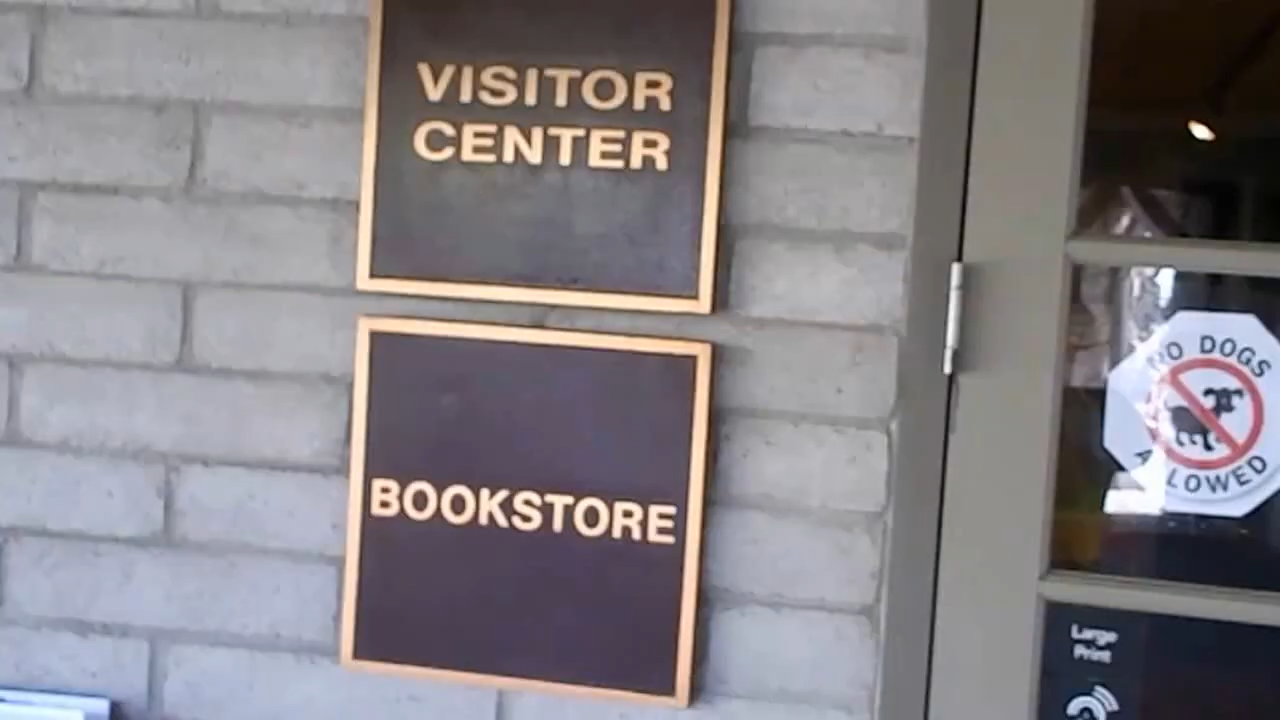 VISITOR
CENTER
BOOKSTORE
NO DOGS
ALLOWED
Large
Print